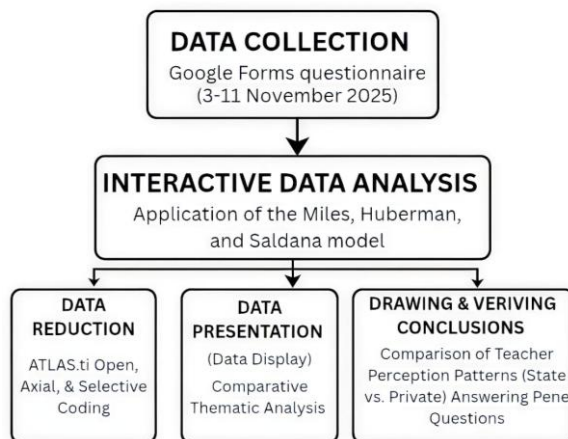 DATA COLLECTION
Google Forms questionnaire
(3-11 November 2025)
INTERACTIVE DATA ANALYSIS
Application of the Miles, Huberman,
and Saldana model
DATA
REDUCTION
ATLAS.ti Open,
Axial, & Selective
Coding
DATA
PRESENTATION
(Data Display)
Comparative
Thematic Analysis
DRAWING & VERIVING
CONCLUSIONS
Comparison of Teacher
Perception Patterns (State
vs. Private) Answering Pene
Questions